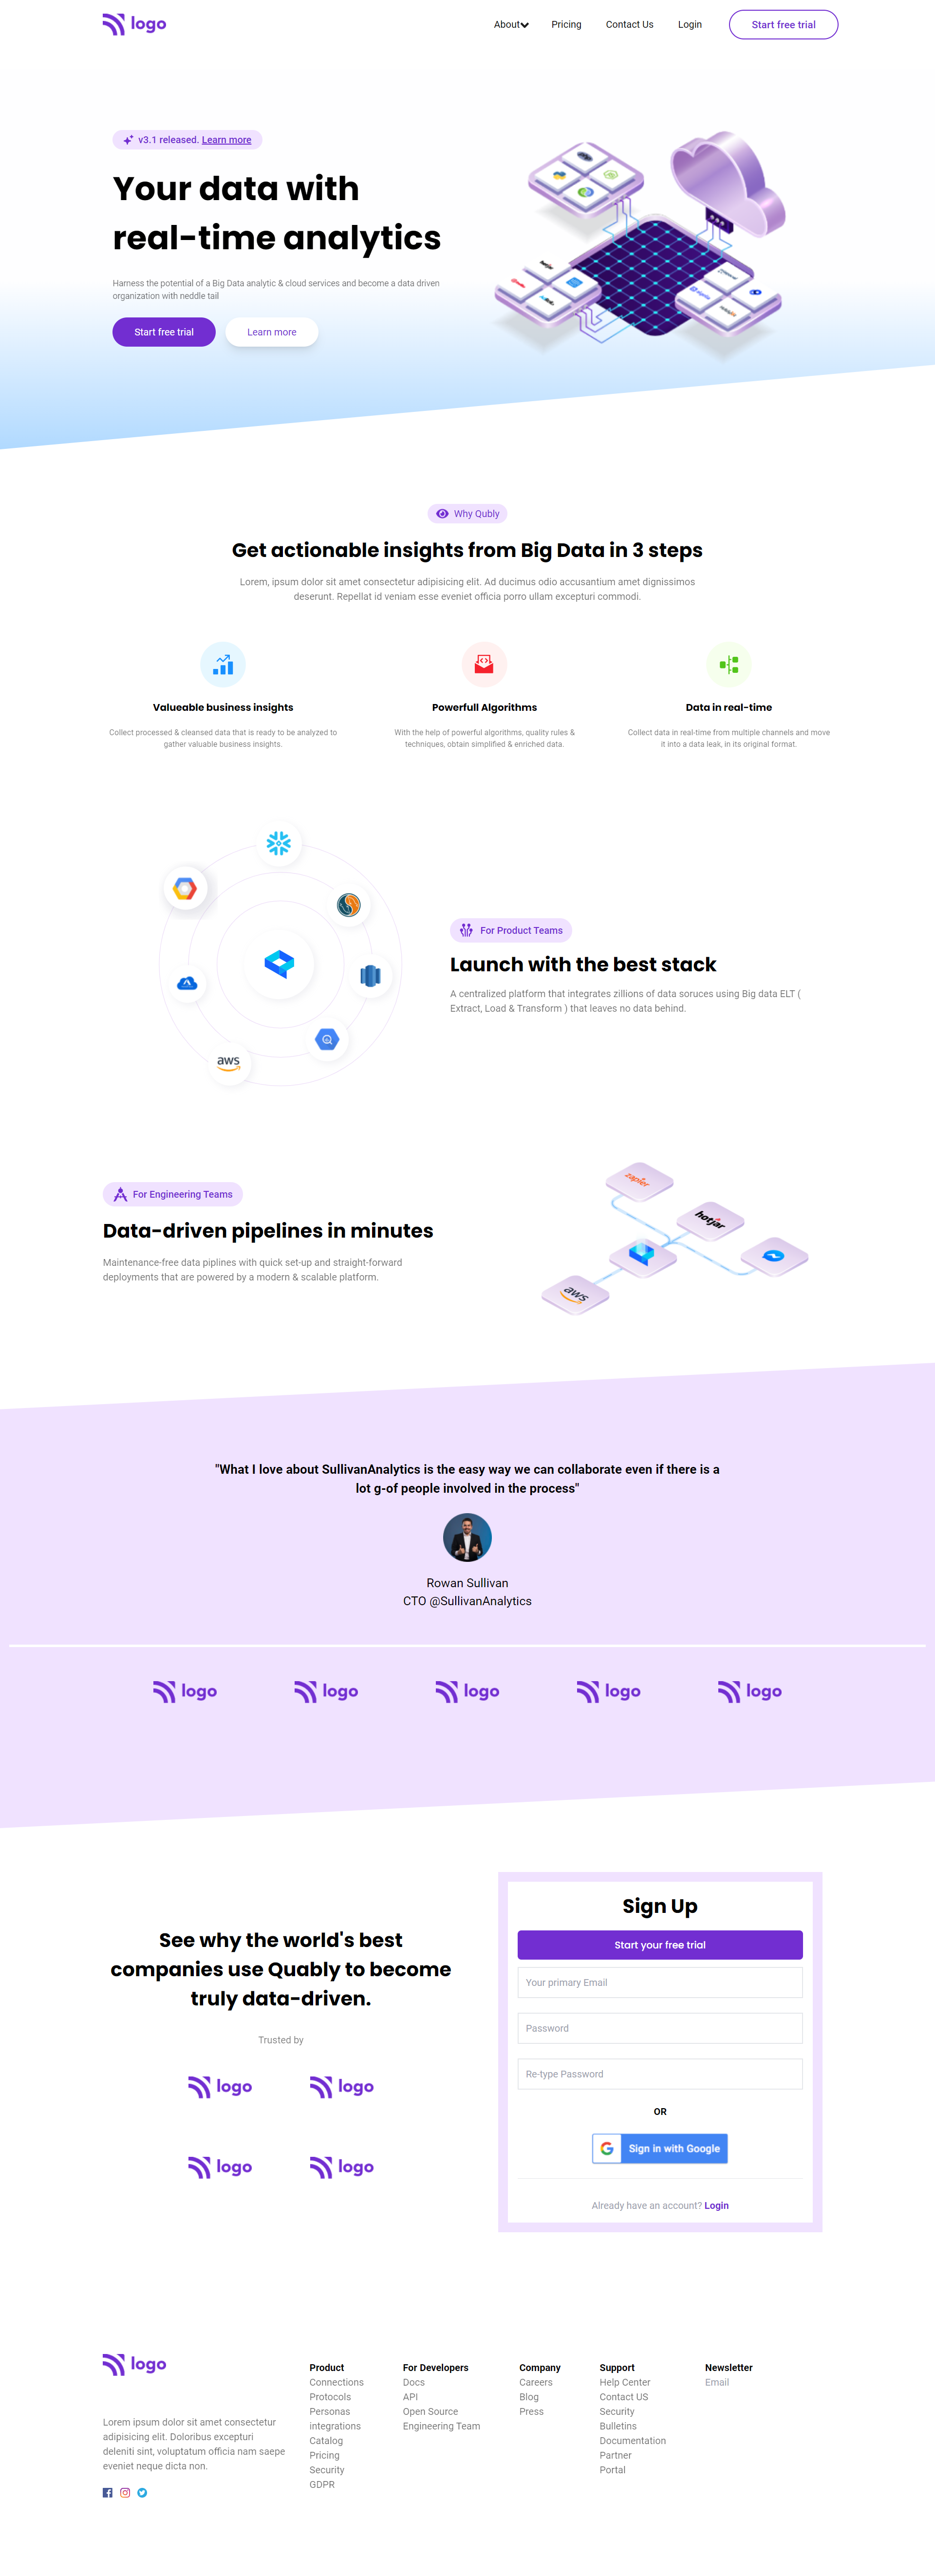 logo
About
Pricing
Contact Us
Login
Start free trial
v3.1 released. Learn more
Your data with
real-time analytics
Harness the potential of a Big Data analytic & cloud services and become a data driven
organization with neddle tail
Start free trial
Learn more
hotjar
Why Qubly
Get actionable insights from Big Data in 3 steps
Lorem, ipsum dolor sit amet consectetur adipisicing elit. Ad ducimus odio accusantium amet dignissimos
deserunt. Repellat id veniam esse eveniet officia porro ullam excepturi commodi.
Valueable business insights
Collect processed & cleansed data that is ready to be analyzed to
gather valuable business insights.
Powerfull Algorithms
With the help of powerful algorithms, quality rules &
techniques, obtain simplified & enriched data.
Data in real-time
Collect data in real-time from multiple channels and move
it into a data leak, in its original format.
aws
For Product Teams
Launch with the best stack
A centralized platform that integrates zillions of data soruces using Big data ELT (
Extract, Load & Transform ) that leaves no data behind.
For Engineering Teams
Data-driven pipelines in minutes
Maintenance-free data piplines with quick set-up and straight-forward
deployments that are powered by a modern & scalable platform.
zapier
hotjar
aws
"What I love about SullivanAnalytics is the easy way we can collaborate even if there is a
lot g-of people involved in the process"
Rowan Sullivan
CTO @SullivanAnalytics
logo
logo
logo
logo
logo
See why the world's best
companies use Quably to become
truly data-driven.
Trusted by
logo
logo
logo
logo
Sign Up
Start your free trial
Your primary Email
Password
Re-type Password
OR
Sign in with Google
Already have an account? Login
logo
Lorem ipsum dolor sit amet consectetur
adipisicing elit. Doloribus excepturi
deleniti sint, voluptatum officia nam saepe
eveniet neque dicta non.
Product
Connections
Protocols
Personas
integrations
Catalog
Pricing
Security
GDPR
For Developers
Docs
API
Open Source
Engineering Team
Company
Careers
Blog
Press
Support
Help Center
Contact US
Security
Bulletins
Documentation
Partner
Portal
Newsletter
Email